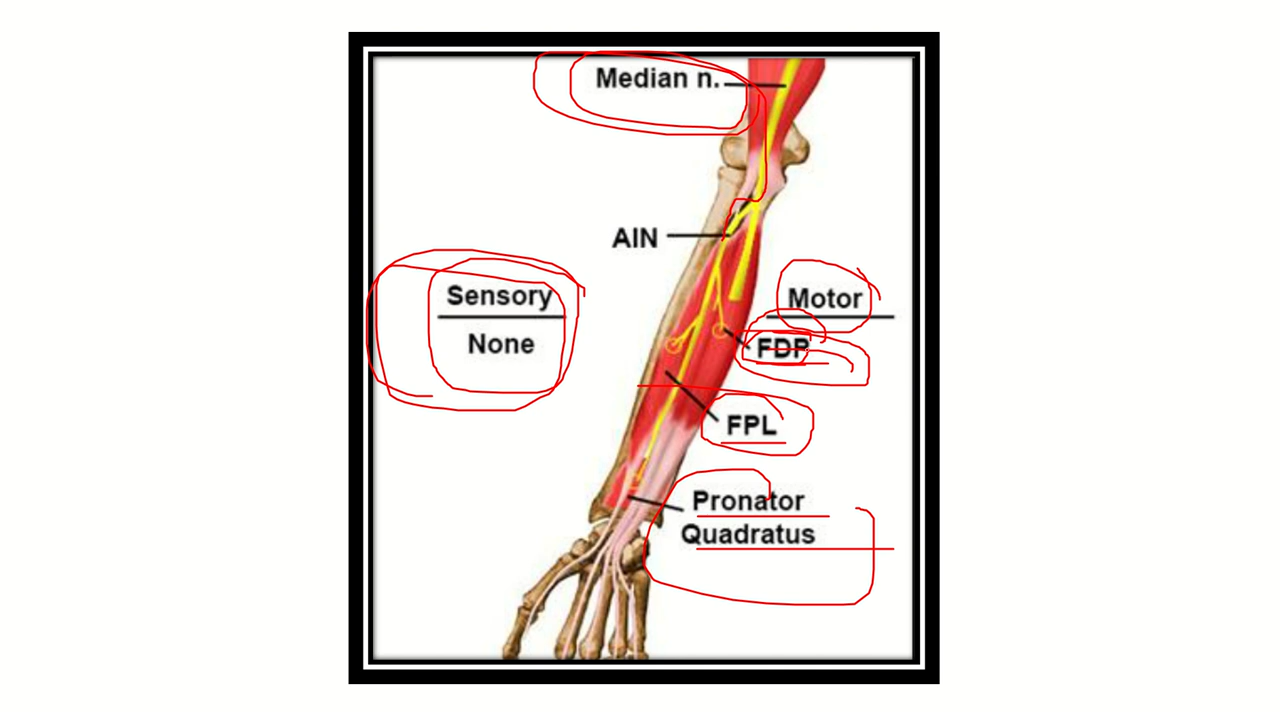 Median n.
AIN
Sensory
None
Motor
FDP
FPL
Pronator
Quadratus